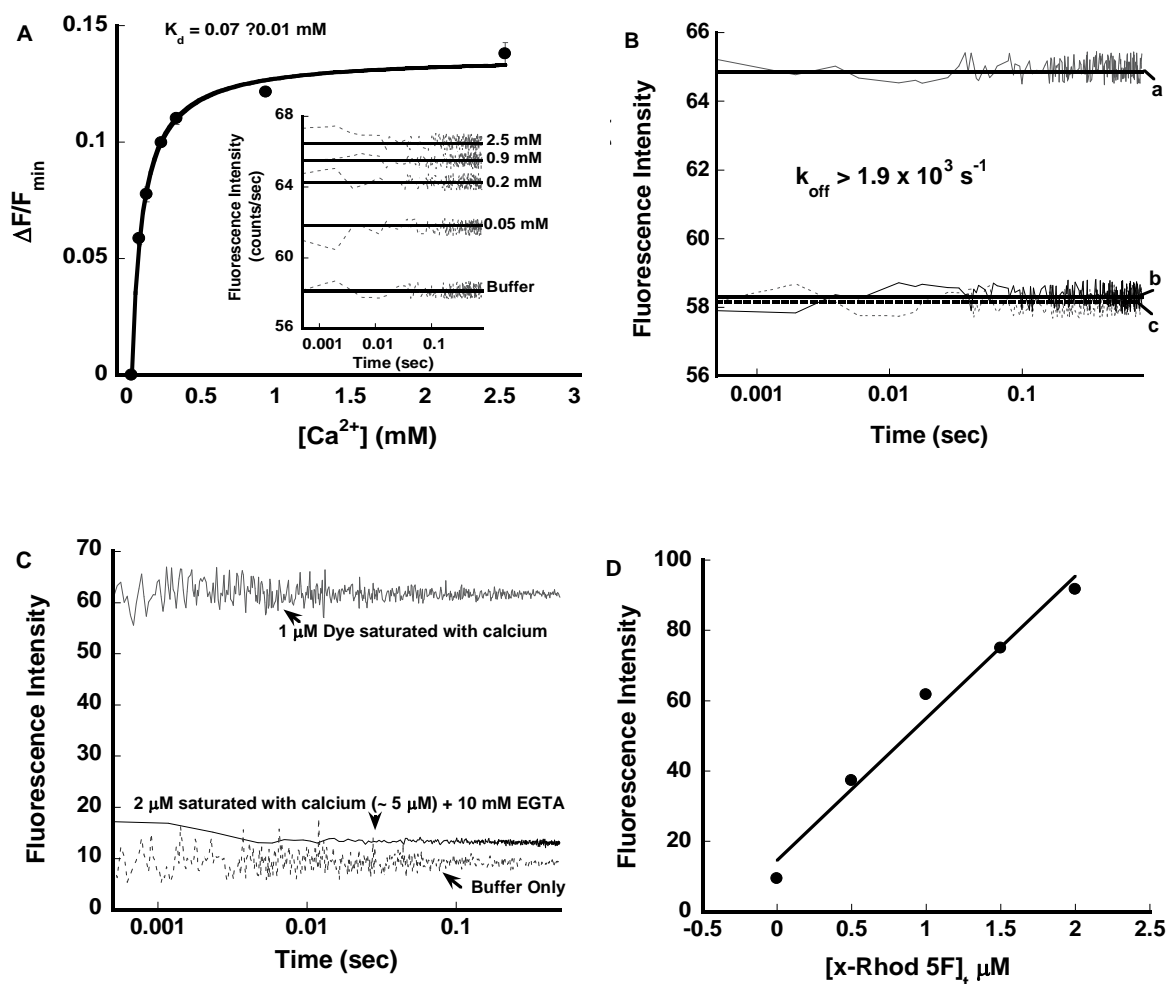 A
K_d = 0.07 ?0.01 mM
0.15
0.1
0.05
0
ΔF/F_min
0 0.5 1 1.5 2 2.5 3
[Ca²⁺] (mM)
68
64
60
56
Fluorescence Intensity
(counts/sec)
2.5 mM
0.9 mM
0.2 mM
0.05 mM
Buffer
0.001 0.01 0.1
Time (sec)
B
66
64
62
60
58
56
Fluorescence Intensity
a
k_off > 1.9 x 10³ s⁻¹
b
c
0.001 0.01 0.1
Time (sec)
C
70
60
50
40
30
20
10
0
Fluorescence Intensity
1 μM Dye saturated with calcium
2 μM saturated with calcium (~ 5 μM) + 10 mM EGTA
Buffer Only
0.001 0.01 0.1
Time (sec)
D
100
80
60
40
20
0
Fluorescence Intensity
-0.5 0 0.5 1 1.5 2 2.5
[x-Rhod 5F]_t μM